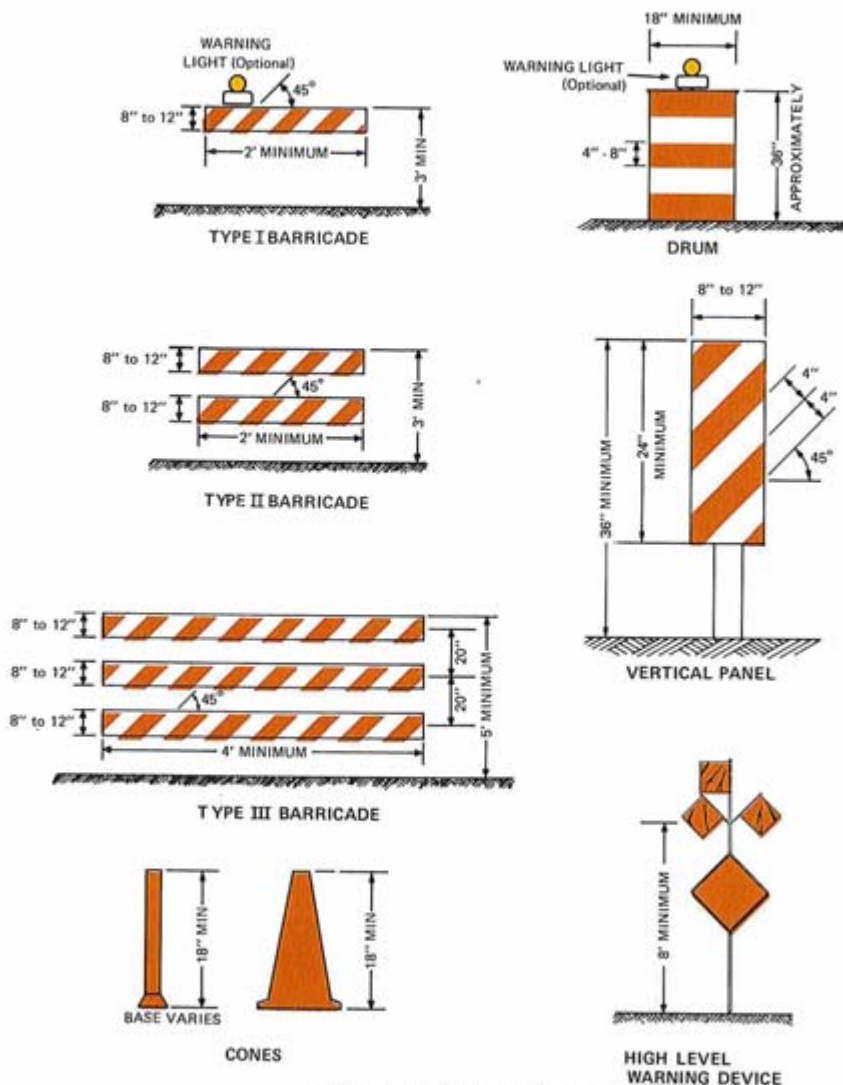 WARNING
LIGHT (Optional)
45°
8" to 12"
2' MINIMUM
3' MIN
TYPE I BARRICADE
18" MINIMUM
WARNING LIGHT
(Optional)
4" - 8"
36"
APPROXIMATELY
DRUM
8" to 12"
8" to 12"
45°
2' MINIMUM
3' MIN
TYPE II BARRICADE
8" to 12"
36" MINIMUM
24"
MINIMUM
4"
4"
45°
VERTICAL PANEL
8" to 12"
8" to 12"
8" to 12"
45°
4' MINIMUM
20"
20"
5' MINIMUM
TYPE III BARRICADE
18" MIN
BASE VARIES
18" MIN
CONES
8' MINIMUM
HIGH LEVEL
WARNING DEVICE